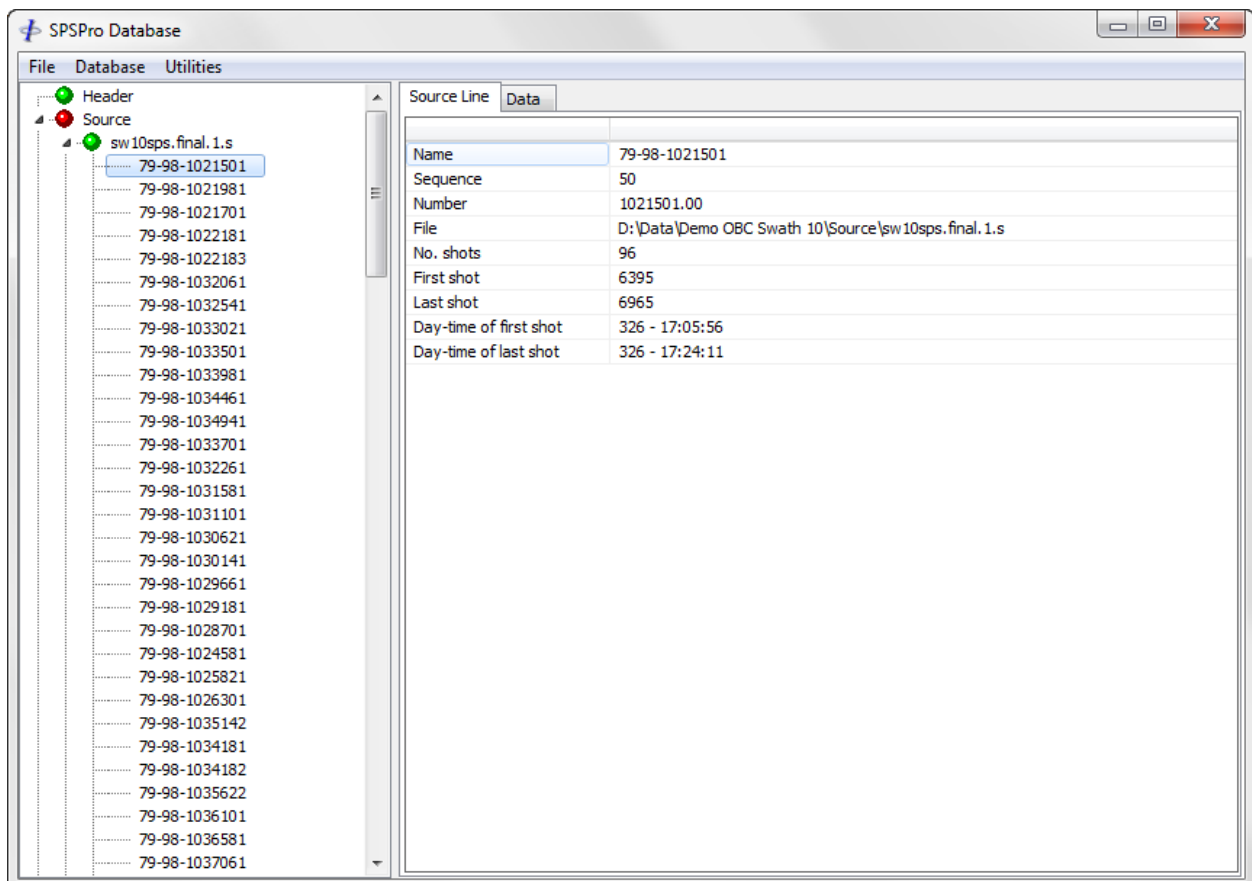 SPSPro Database
File Database Utilities
Header
Source
sw10sps.final.1.s
79-98-1021501
79-98-1021981
79-98-1021701
79-98-1022181
79-98-1022183
79-98-1032061
79-98-1032541
79-98-1033021
79-98-1033501
79-98-1033981
79-98-1034461
79-98-1034941
79-98-1033701
79-98-1032261
79-98-1031581
79-98-1031101
79-98-1030621
79-98-1030141
79-98-1029661
79-98-1029181
79-98-1028701
79-98-1024581
79-98-1025821
79-98-1026301
79-98-1035142
79-98-1034181
79-98-1034182
79-98-1035622
79-98-1036101
79-98-1036581
79-98-1037061
Source Line Data
Name 79-98-1021501
Sequence 50
Number 1021501.00
File D:\Data\Demo OBC Swath 10\Source\sw10sps.final.1.s
No. shots 96
First shot 6395
Last shot 6965
Day-time of first shot 326 - 17:05:56
Day-time of last shot 326 - 17:24:11